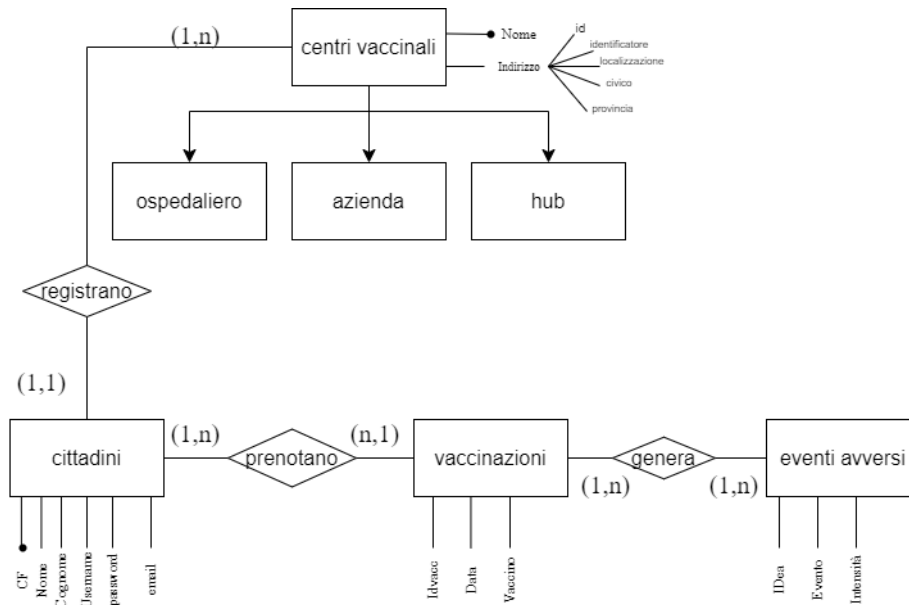 (1,n)
centri vaccinali
Nome
Indirizzo
id
identificatore
localizzazione
civico
provincia
ospedaliero
azienda
hub
registrano
(1,1)
cittadini
(1,n)
prenotano
(n,1)
vaccinazioni
(1,n)
genera
(1,n)
eventi avversi
CF
Nome
Cognome
Username
password
email
Idvacc
Data
Vaccino
IDea
Evento
Intensità